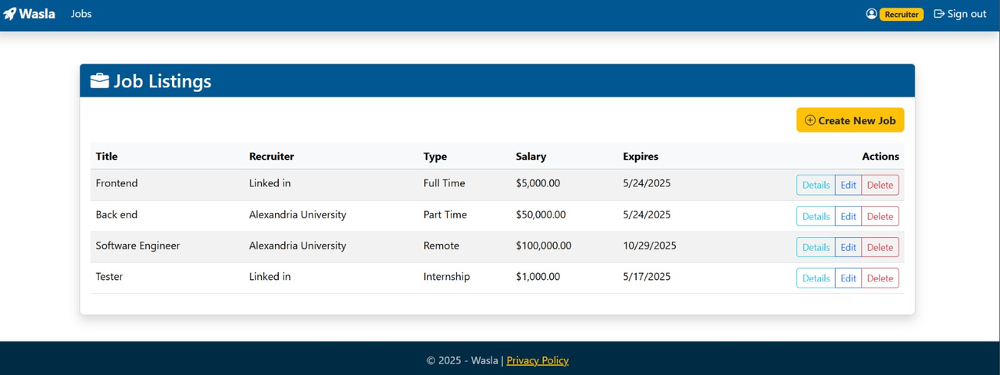 Wasla Jobs Recruiter Sign out
Job Listings
Create New Job
Title Recruiter Type Salary Expires Actions
Frontend Linked in Full Time $5,000.00 5/24/2025 Details Edit Delete
Back end Alexandria University Part Time $50,000.00 5/24/2025 Details Edit Delete
Software Engineer Alexandria University Remote $100,000.00 10/29/2025 Details Edit Delete
Tester Linked in Internship $1,000.00 5/17/2025 Details Edit Delete
© 2025 - Wasla | Privacy Policy